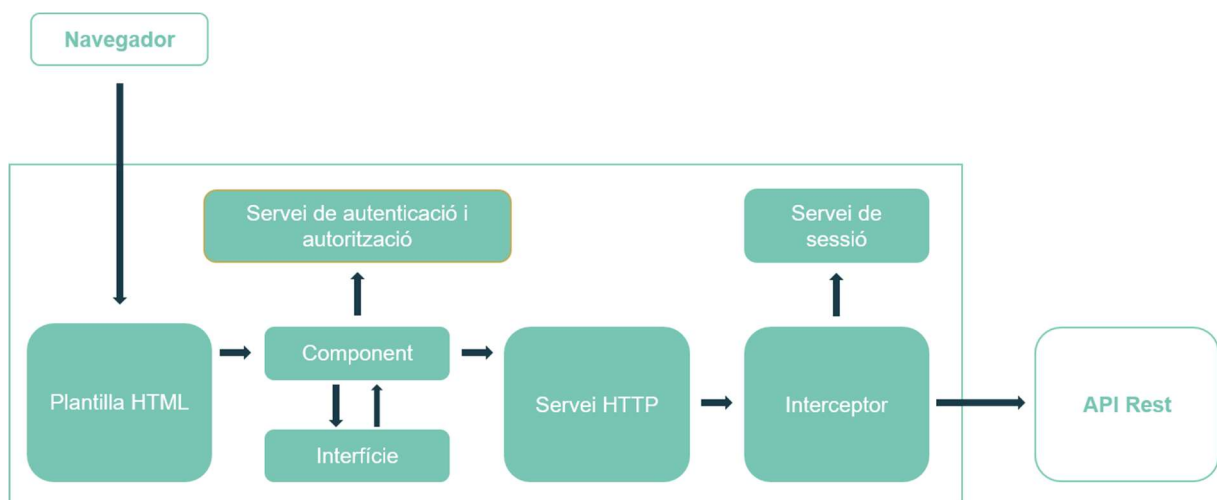 Navegador
Servei de autenticació i
autorització
Servei de
sessió
Plantilla HTML
Component
Interfície
Servei HTTP
Interceptor
API Rest